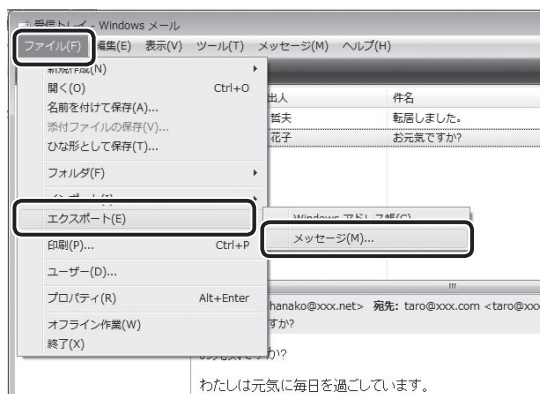 受信トレイ - Windows メール
ファイル(F) 編集(E) 表示(V) ツール(T) メッセージ(M) ヘルプ(H)
新規作成(N)
開く(O) Ctrl+O
名前を付けて保存(A)...
添付ファイルの保存(V)...
ひな形として保存(T)...
フォルダ(F)
エクスポート(E)
印刷(P)... Ctrl+P
ユーザー(D)...
プロパティ(R) Alt+Enter
オフライン作業(W)
終了(X)
出人 件名
哲夫 転居しました。
花子 お元気ですか?
Windows アドレス帳(C)
メッセージ(M)...
hanako@xxx.net> 宛先: taro@xxx.com <taro@xxx
すか?
か?
わたしは元気に毎日を過ごしています。